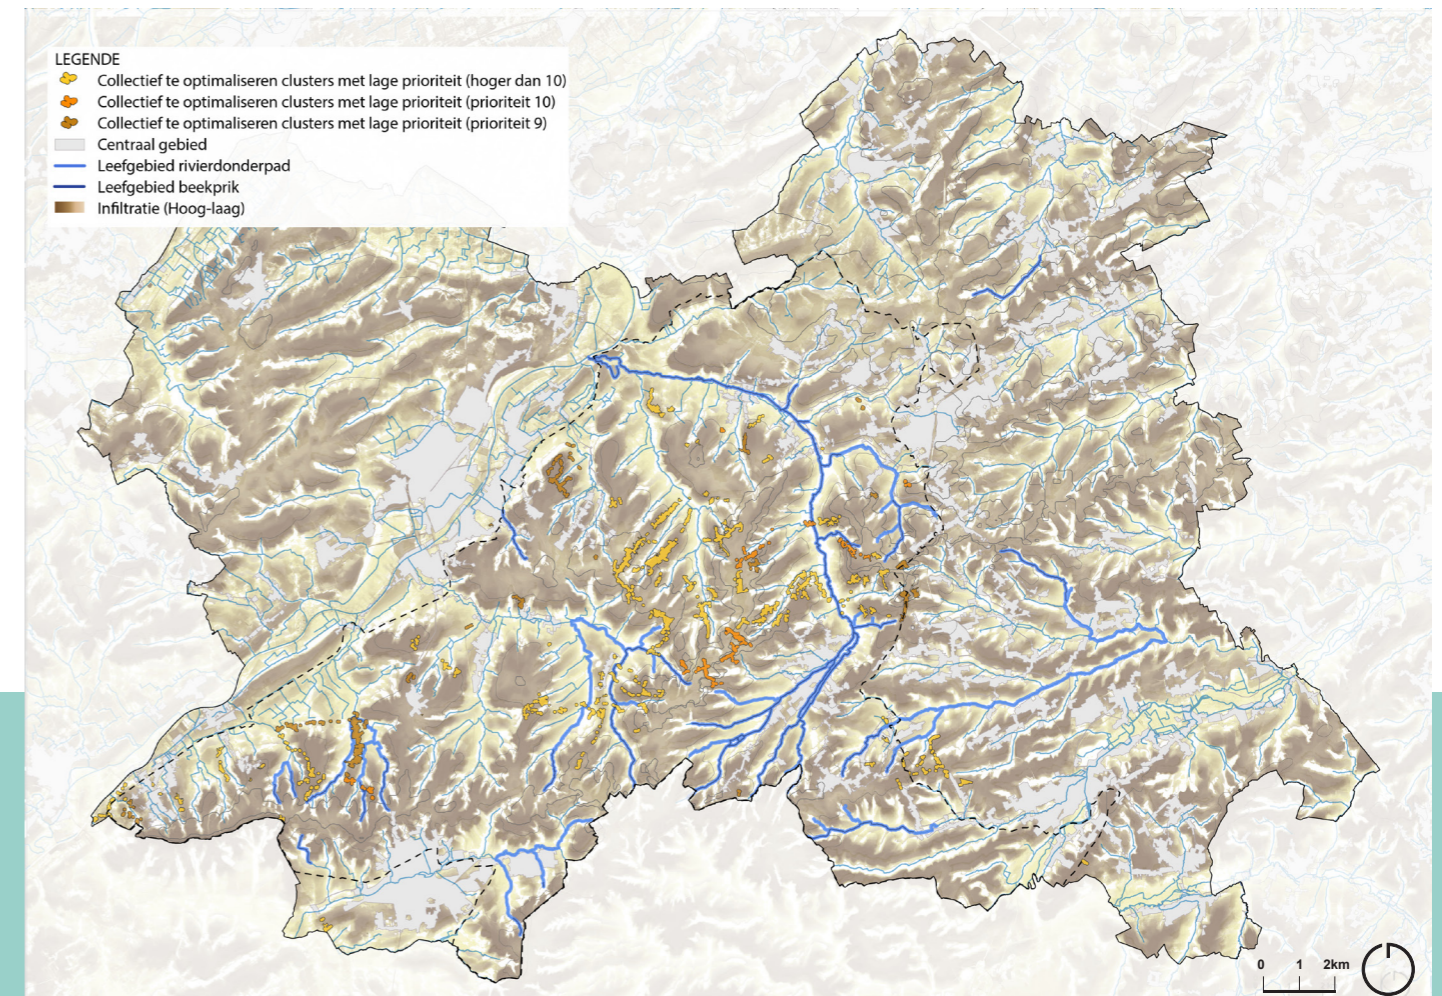 LEGENDE
Collectief te optimaliseren clusters met lage prioriteit (hoger dan 10)
Collectief te optimaliseren clusters met lage prioriteit (prioriteit 10)
Collectief te optimaliseren clusters met lage prioriteit (prioriteit 9)
Centraal gebied
Leefgebied rivierdonderpad
Leefgebied beekprik
Infiltratie (Hoog-laag)
0 1 2km